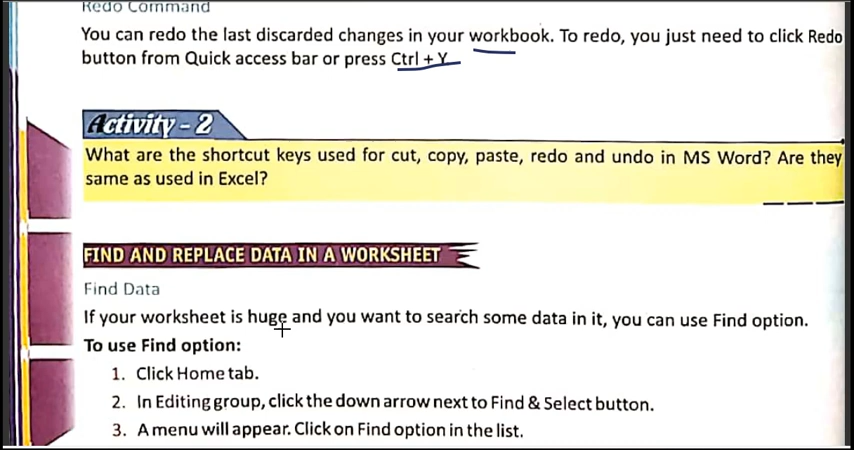 Redo Command
You can redo the last discarded changes in your workbook. To redo, you just need to click Redo
button from Quick access bar or press Ctrl + Y
Activity - 2
What are the shortcut keys used for cut, copy, paste, redo and undo in MS Word? Are they
same as used in Excel?
FIND AND REPLACE DATA IN A WORKSHEET
Find Data
If your worksheet is huge and you want to search some data in it, you can use Find option.
To use Find option:
1. Click Home tab.
2. In Editing group, click the down arrow next to Find & Select button.
3. A menu will appear. Click on Find option in the list.